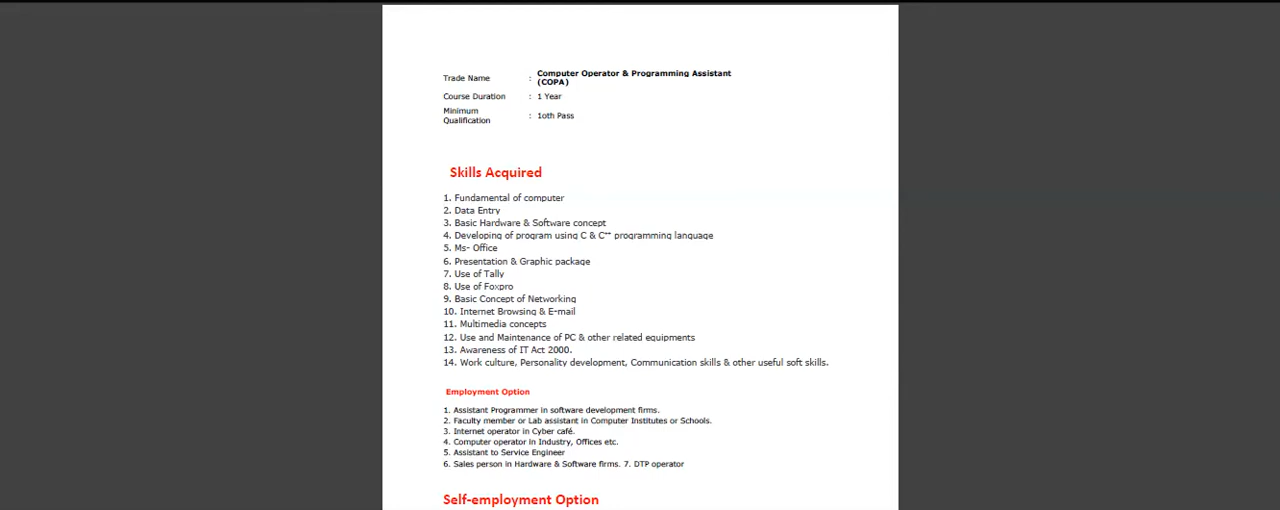 Trade Name : Computer Operator & Programming Assistant
(COPA)
Course Duration : 1 Year
Minimum
Qualification : 1oth Pass
Skills Acquired
1. Fundamental of computer
2. Data Entry
3. Basic Hardware & Software concept
4. Developing of program using C & C++ programming language
5. Ms- Office
6. Presentation & Graphic package
7. Use of Tally
8. Use of Foxpro
9. Basic Concept of Networking
10. Internet Browsing & E-mail
11. Multimedia concepts
12. Use and Maintenance of PC & other related equipments
13. Awareness of IT Act 2000.
14. Work culture, Personality development, Communication skills & other useful soft skills.
Employment Option
1. Assistant Programmer in software development firms.
2. Faculty member or Lab assistant in Computer Institutes or Schools.
3. Internet operator in Cyber café.
4. Computer operator in Industry, Offices etc.
5. Assistant to Service Engineer
6. Sales person in Hardware & Software firms. 7. DTP operator
Self-employment Option